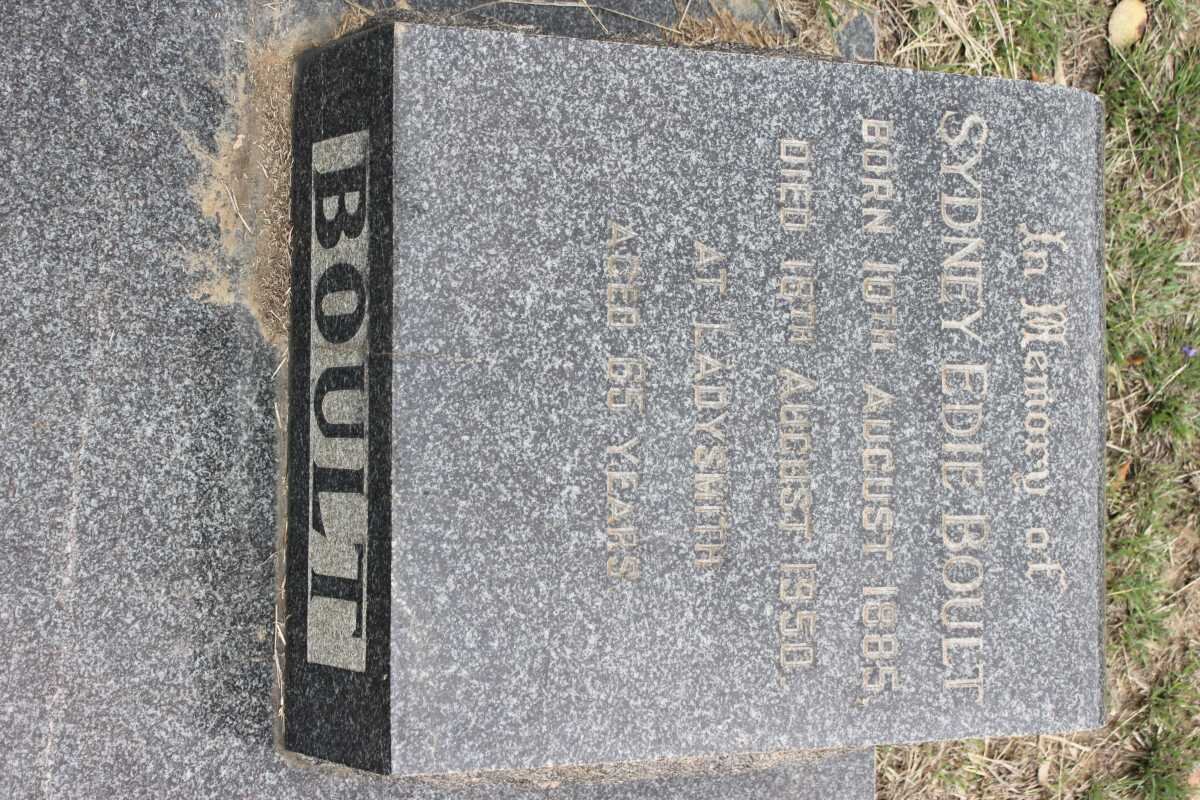 In Memory of
SYDNEY EDIE BOULT
BORN 10TH AUGUST 1885,
DIED 18TH AUGUST 1950,
AT LADYSMITH
AGED 65 YEARS.
BOULT